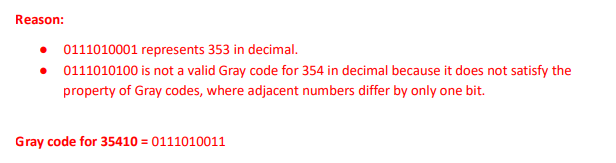 Reason:
• 0111010001 represents 353 in decimal.
• 0111010100 is not a valid Gray code for 354 in decimal because it does not satisfy the
property of Gray codes, where adjacent numbers differ by only one bit.
Gray code for 35410 = 0111010011